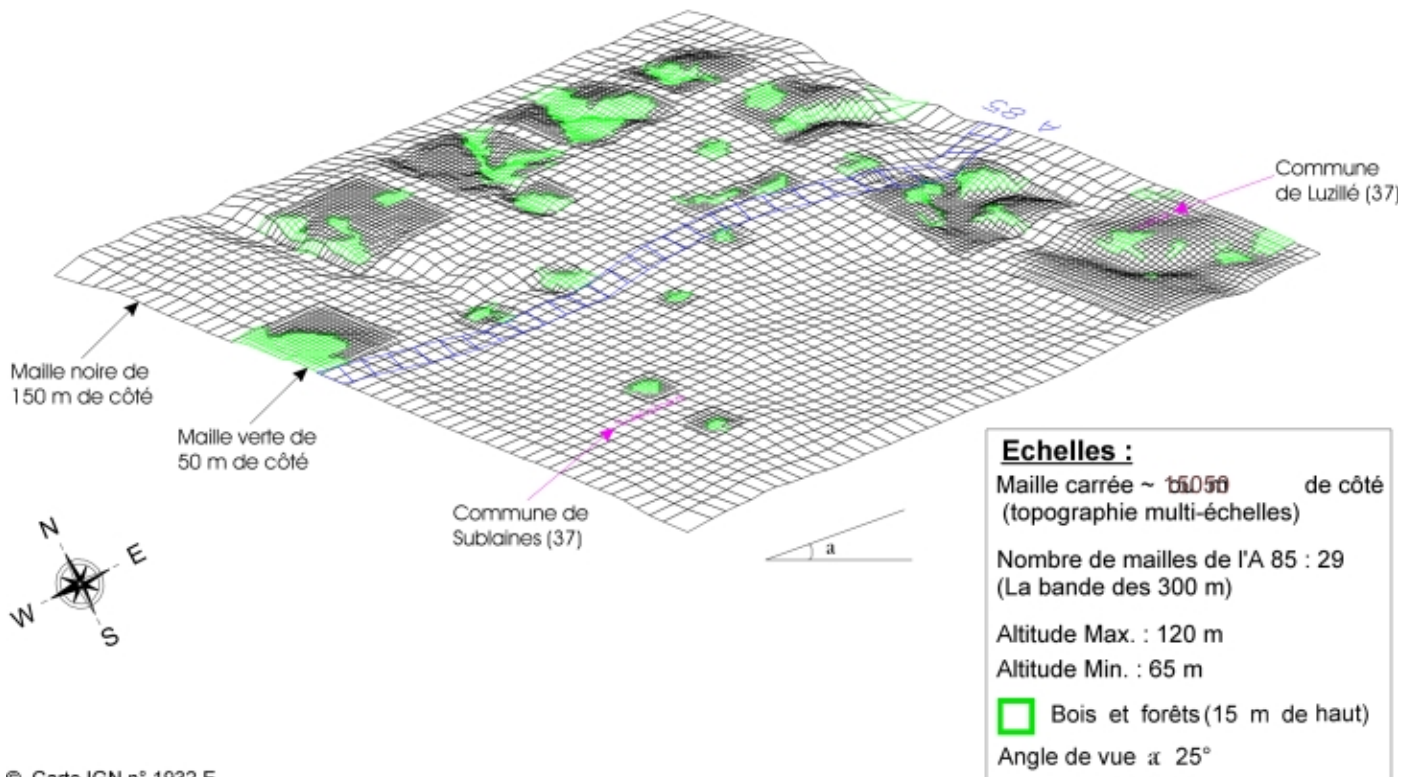 A 85
Commune
de Luzillé (37)
Maille noire de
150 m de côté
Maille verte de
50 m de côté
Commune de
Sublaines (37)
a
N
E
W
S
Echelles :
Maille carrée ~ de côté
(topographie multi-échelles)
Nombre de mailles de l'A 85 : 29
(La bande des 300 m)
Altitude Max. : 120 m
Altitude Min. : 65 m
Bois et forêts (15 m de haut)
Angle de vue a 25°
© Carte IGN n° 1932 E